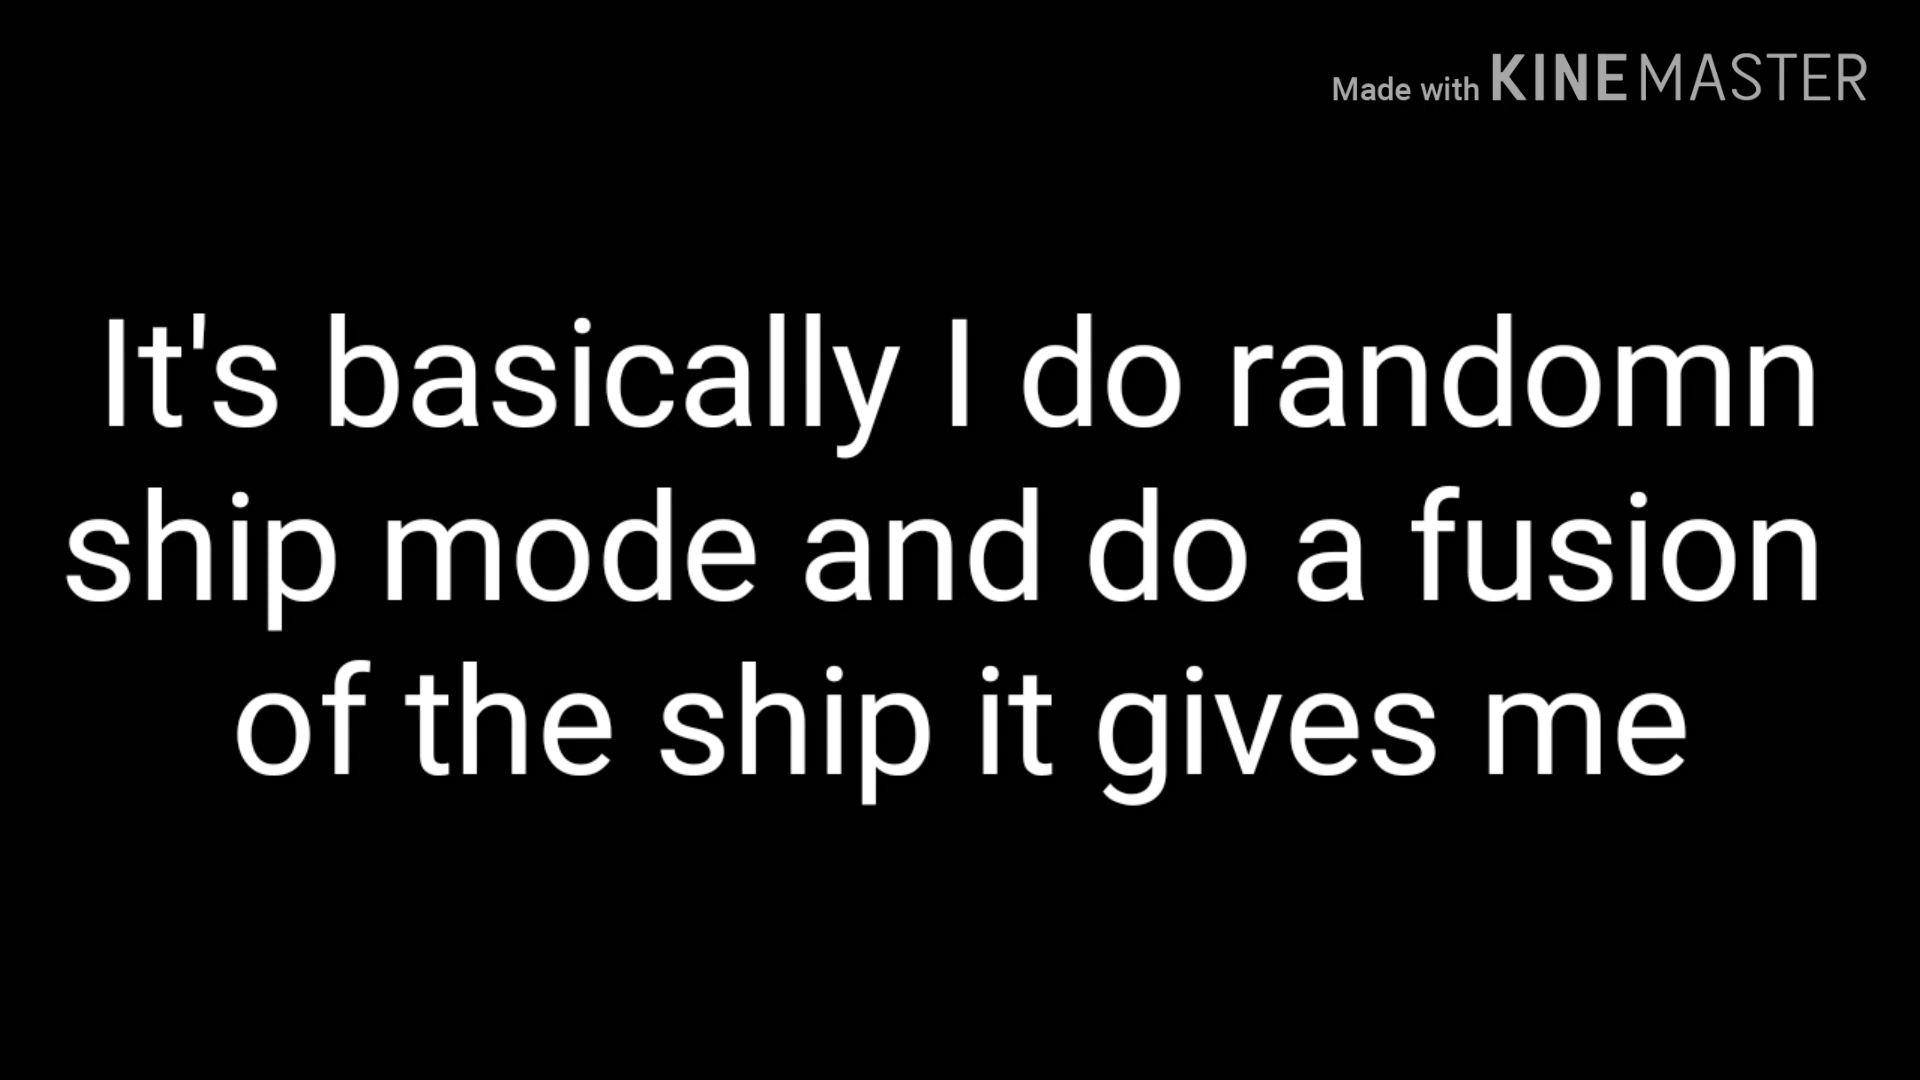 Made with KINEMASTER
It's basically I do randomn
ship mode and do a fusion
of the ship it gives me